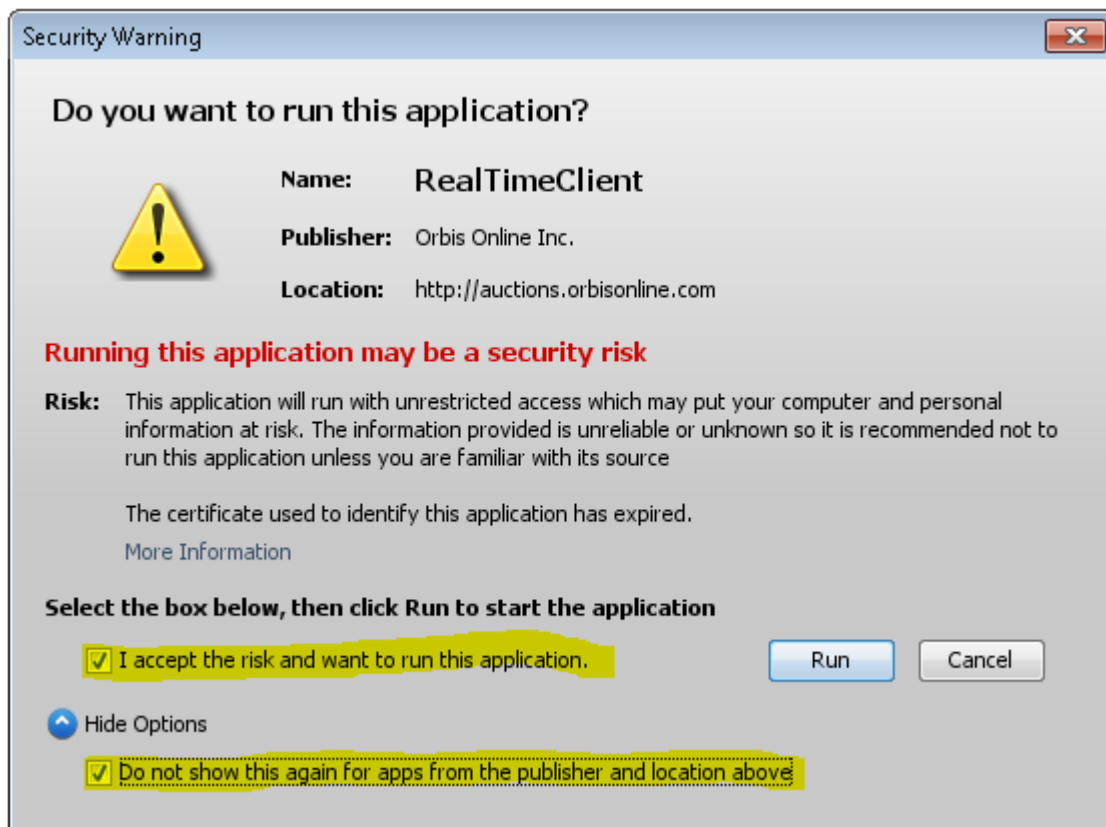 Security Warning
Do you want to run this application?
Name: RealTimeClient
Publisher: Orbis Online Inc.
Location: http://auctions.orbisonline.com
Running this application may be a security risk
Risk: This application will run with unrestricted access which may put your computer and personal
information at risk. The information provided is unreliable or unknown so it is recommended not to
run this application unless you are familiar with its source
The certificate used to identify this application has expired.
More Information
Select the box below, then click Run to start the application
I accept the risk and want to run this application. Run Cancel
Hide Options
Do not show this again for apps from the publisher and location above